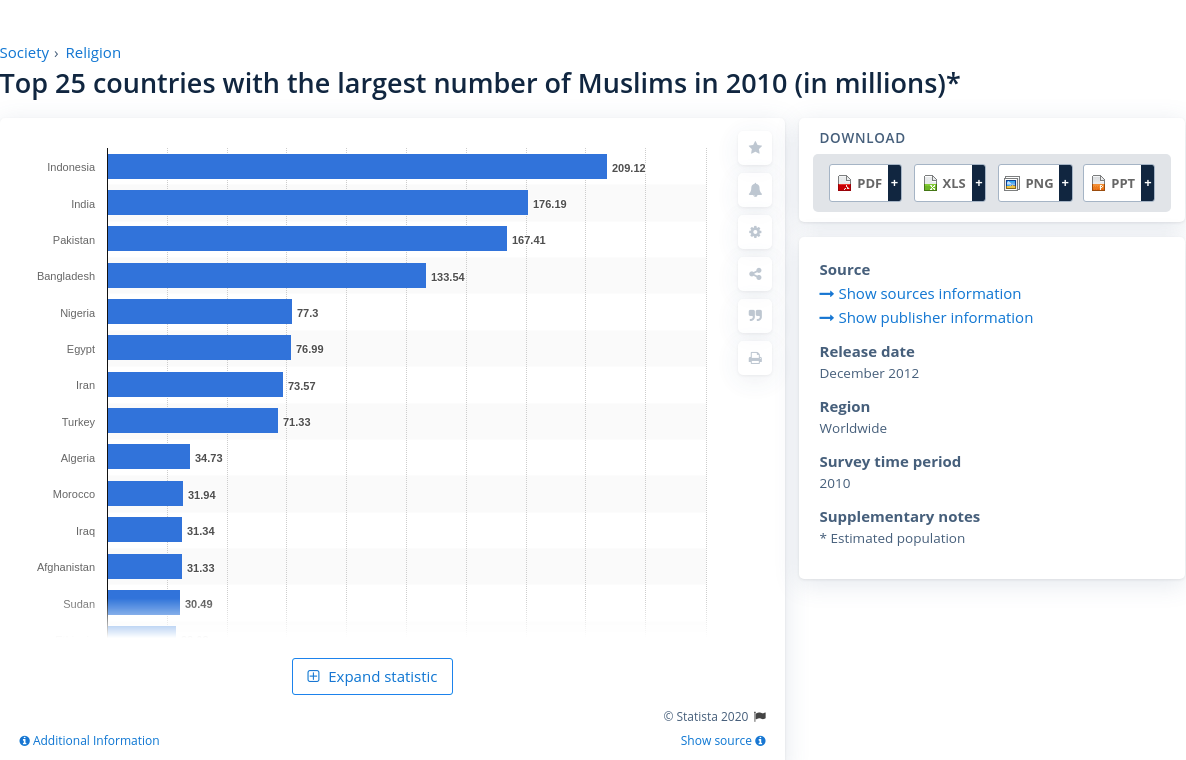 Society › Religion
Top 25 countries with the largest number of Muslims in 2010 (in millions)*
Indonesia 209.12
India 176.19
Pakistan 167.41
Bangladesh 133.54
Nigeria 77.3
Egypt 76.99
Iran 73.57
Turkey 71.33
Algeria 34.73
Morocco 31.94
Iraq 31.34
Afghanistan 31.33
Sudan 30.49
Expand statistic
© Statista 2020
Additional Information
Show source
DOWNLOAD
PDF + XLS + PNG + PPT +
Source
Show sources information
Show publisher information
Release date
December 2012
Region
Worldwide
Survey time period
2010
Supplementary notes
* Estimated population